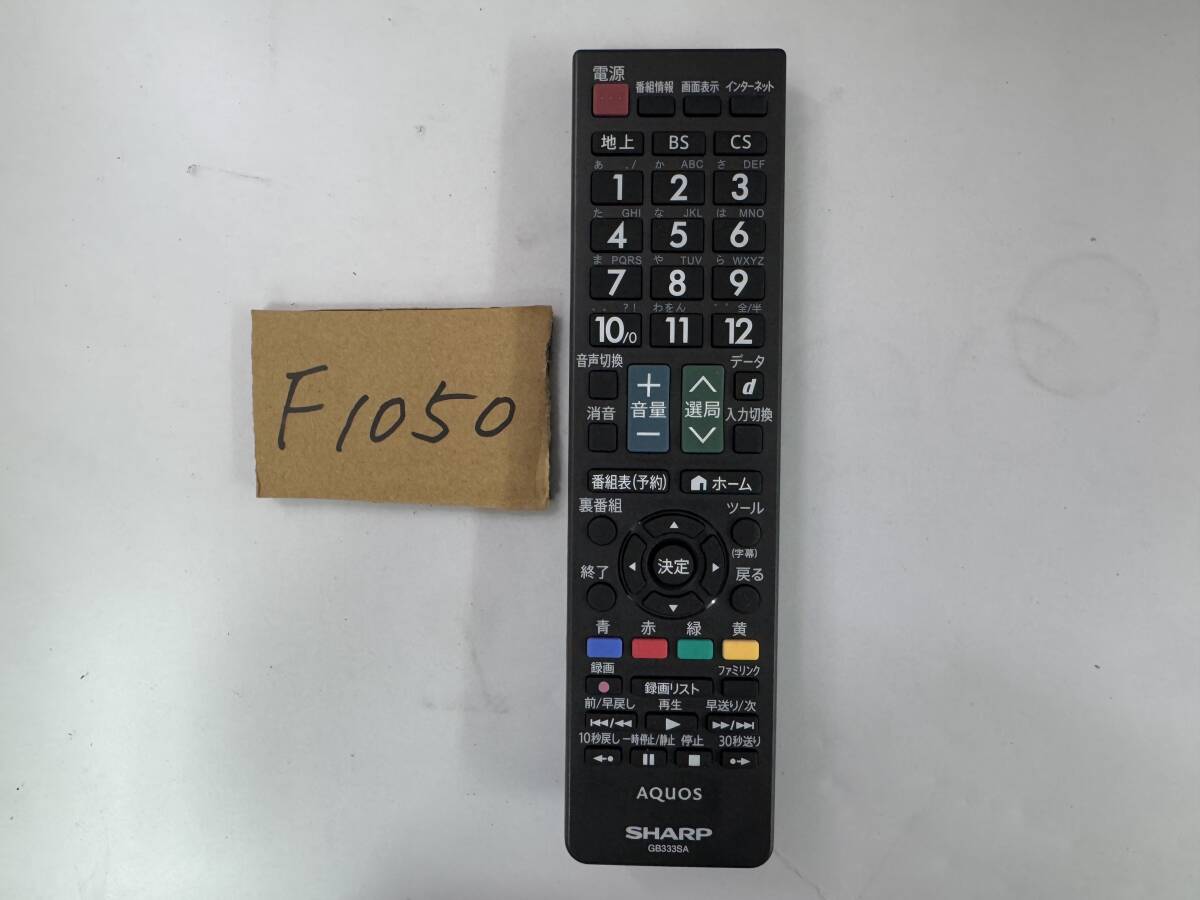 F1050
電源
番組情報 画面表示 インターネット
地上 BS CS
あ ./ か ABC さ DEF
1 2 3
た GHI な JKL は MNO
4 5 6
ま PQRS や TUV ら WXYZ
7 8 9
、。?! わをん ゛゜全/半
10/0 11 12
音声切換 データ
+ ∧ d
消音 音量 選局 入力切換
− ∨
番組表(予約) ホーム
裏番組 ツール
(字幕)
決定
終了 戻る
青 赤 緑 黄
録画 ファミリンク
録画リスト
前/早戻し 再生 早送り/次
10秒戻し 一時停止/静止 停止 30秒送り
AQUOS
SHARP
GB333SA